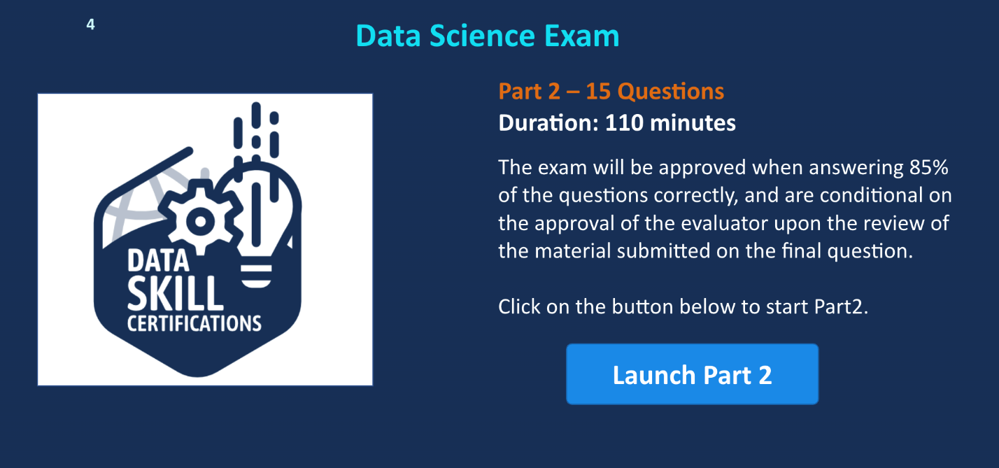 4
Data Science Exam
Part 2 – 15 Questions
Duration: 110 minutes
The exam will be approved when answering 85%
of the questions correctly, and are conditional on
the approval of the evaluator upon the review of
the material submitted on the final question.
Click on the button below to start Part2.
Launch Part 2
DATA
SKILL
CERTIFICATIONS